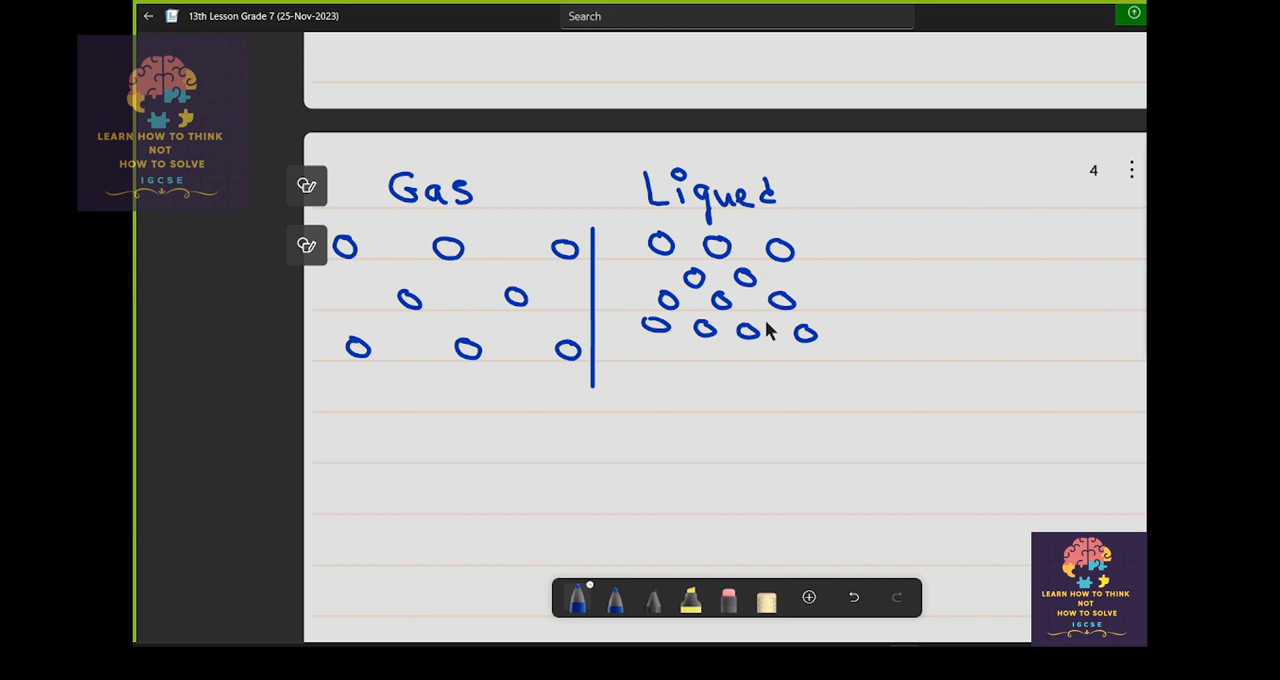 13th Lesson Grade 7 (25-Nov-2023)
Search
LEARN HOW TO THINK
NOT
HOW TO SOLVE
IGCSE
4
Gas
Liqued
LEARN HOW TO THINK
NOT
HOW TO SOLVE
IGCSE